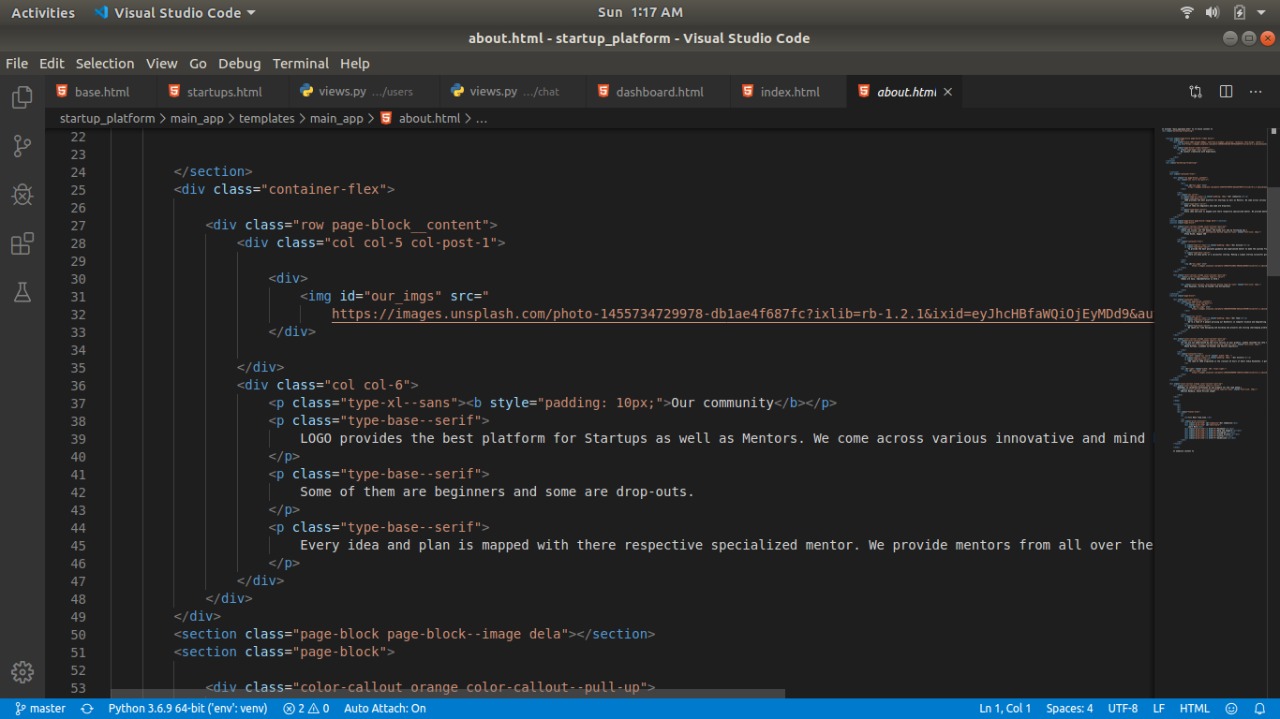 Activities Visual Studio Code Sun 1:17 AM
about.html - startup_platform - Visual Studio Code
File Edit Selection View Go Debug Terminal Help
base.html startups.html views.py .../users views.py .../chat dashboard.html index.html about.html
startup_platform > main_app > templates > main_app > about.html > ...
22
23
24 </section>
25 <div class="container-flex">
26
27 <div class="row page-block__content">
28 <div class="col col-5 col-post-1">
29
30 <div>
31 <img id="our_imgs" src="
32 https://images.unsplash.com/photo-1455734729978-db1ae4f687fc?ixlib=rb-1.2.1&ixid=eyJhcHBfaWQiOjEyMDd9&au
33 </div>
34
35 </div>
36 <div class="col col-6">
37 <p class="type-xl--sans"><b style="padding: 10px;">Our community</b></p>
38 <p class="type-base--serif">
39 LOGO provides the best platform for Startups as well as Mentors. We come across various innovative and mind
40 </p>
41 <p class="type-base--serif">
42 Some of them are beginners and some are drop-outs.
43 </p>
44 <p class="type-base--serif">
45 Every idea and plan is mapped with there respective specialized mentor. We provide mentors from all over the
46 </p>
47 </div>
48 </div>
49 </div>
50 <section class="page-block page-block--image dela"></section>
51 <section class="page-block">
52
53 <div class="color-callout orange color-callout--pull-up">
master Python 3.6.9 64-bit ('env': venv) 2 0 Auto Attach: On Ln 1, Col 1 Spaces: 4 UTF-8 LF HTML